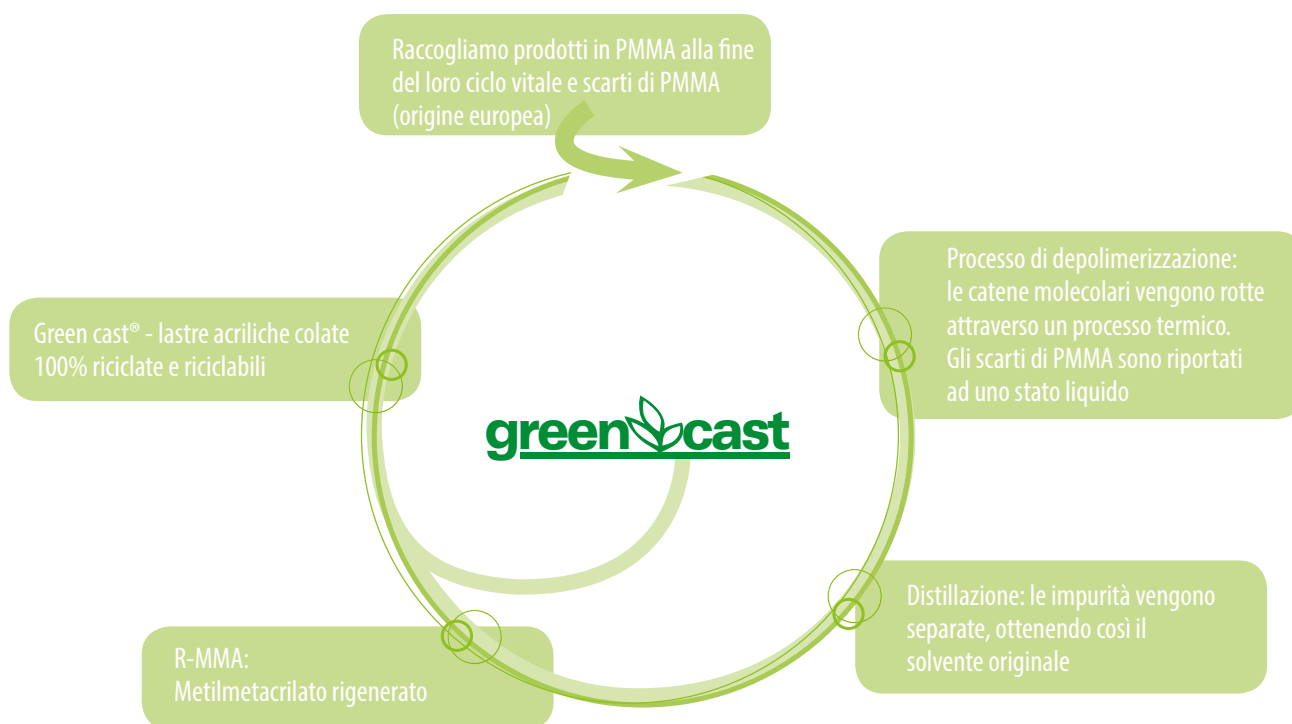 Raccogliamo prodotti in PMMA alla fine
del loro ciclo vitale e scarti di PMMA
(origine europea)
Processo di depolimerizzazione:
le catene molecolari vengono rotte
attraverso un processo termico.
Gli scarti di PMMA sono riportati
ad uno stato liquido
Distillazione: le impurità vengono
separate, ottenendo così il
solvente originale
R-MMA:
Metilmetacrilato rigenerato
Green cast® - lastre acriliche colate
100% riciclate e riciclabili
green cast